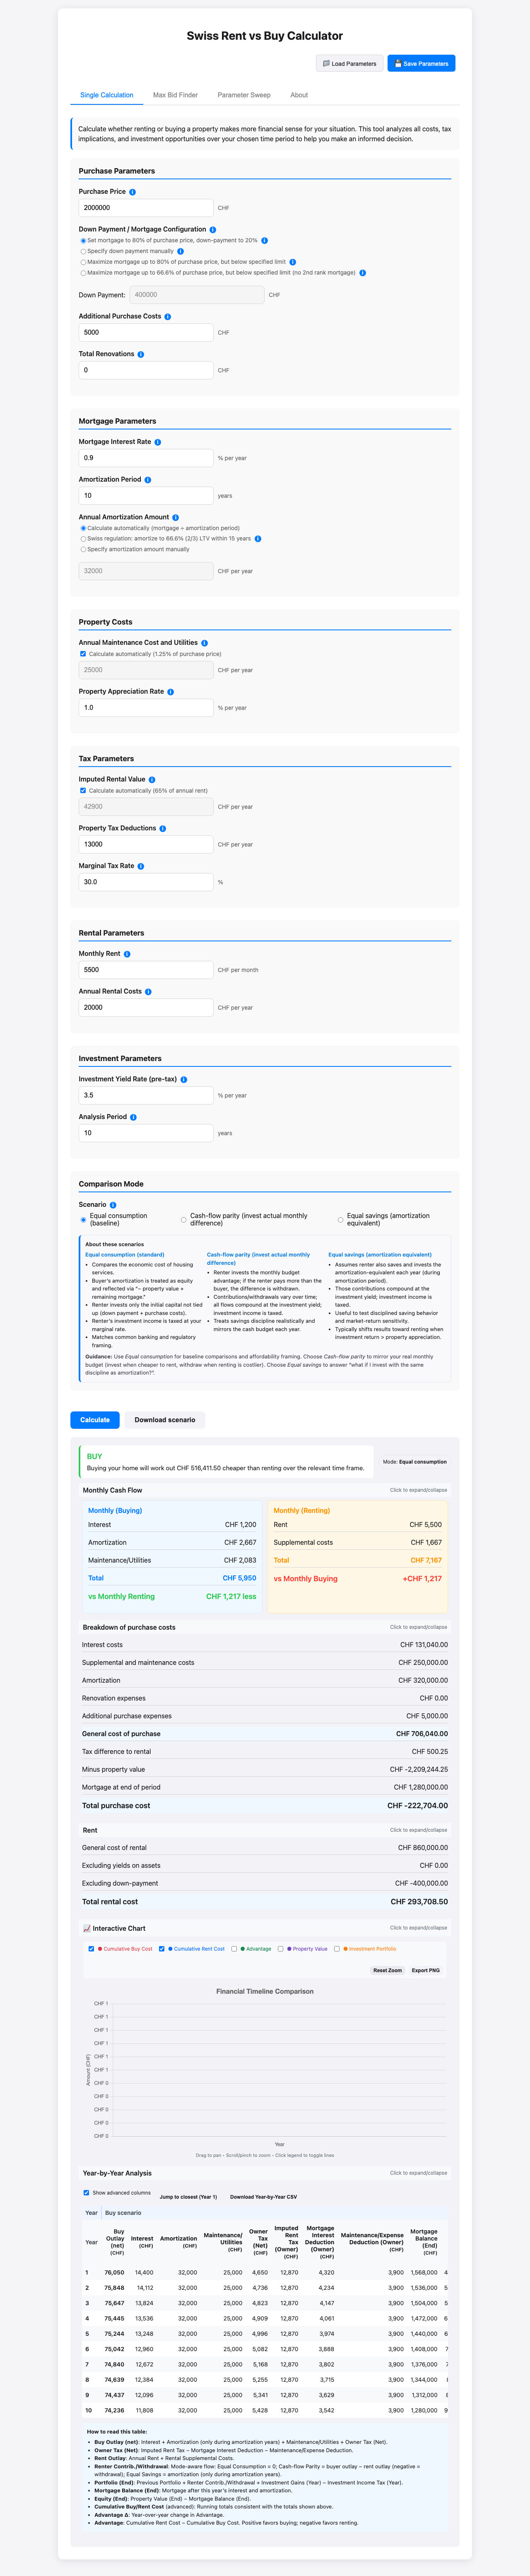 Swiss Rent vs Buy Calculator
Load Parameters
Save Parameters
Single Calculation
Max Bid Finder
Parameter Sweep
About
Calculate whether renting or buying a property makes more financial sense for your situation. This tool analyzes all costs, tax
implications, and investment opportunities over your chosen time period to help you make an informed decision.
Purchase Parameters
Purchase Price
2000000 CHF
Down Payment / Mortgage Configuration
Set mortgage to 80% of purchase price, down-payment to 20%
Specify down payment manually
Maximize mortgage up to 80% of purchase price, but below specified limit
Maximize mortgage up to 66.6% of purchase price, but below specified limit (no 2nd rank mortgage)
Down Payment: 400000 CHF
Additional Purchase Costs
5000 CHF
Total Renovations
0 CHF
Mortgage Parameters
Mortgage Interest Rate
0.9 % per year
Amortization Period
10 years
Annual Amortization Amount
Calculate automatically (mortgage ÷ amortization period)
Swiss regulation: amortize to 66.6% (2/3) LTV within 15 years
Specify amortization amount manually
32000 CHF per year
Property Costs
Annual Maintenance Cost and Utilities
Calculate automatically (1.25% of purchase price)
25000 CHF per year
Property Appreciation Rate
1.0 % per year
Tax Parameters
Imputed Rental Value
Calculate automatically (65% of annual rent)
42900 CHF per year
Property Tax Deductions
13000 CHF per year
Marginal Tax Rate
30.0 %
Rental Parameters
Monthly Rent
5500 CHF per month
Annual Rental Costs
20000 CHF per year
Investment Parameters
Investment Yield Rate (pre-tax)
3.5 % per year
Analysis Period
10 years
Comparison Mode
Scenario
Equal consumption (baseline)
Cash-flow parity (invest actual monthly difference)
Equal savings (amortization equivalent)
About these scenarios
Equal consumption (standard)
• Compares the economic cost of housing services.
• Buyer's amortization is treated as equity and reflected via "− property value + remaining mortgage."
• Renter invests only the initial capital not tied up (down payment + purchase costs).
• Renter's investment income is taxed at your marginal rate.
• Matches common banking and regulatory framing.
Cash-flow parity (invest actual monthly difference)
• Renter invests the monthly budget advantage; if the renter pays more than the buyer, the difference is withdrawn.
• Contributions/withdrawals vary over time; all flows compound at the investment yield; investment income is taxed.
• Treats savings discipline realistically and mirrors the cash budget each year.
Equal savings (amortization equivalent)
• Assumes renter also saves and invests the amortization-equivalent each year (during amortization period).
• Those contributions compound at the investment yield; investment income is taxed.
• Useful to test disciplined saving behavior and market-return sensitivity.
• Typically shifts results toward renting when investment return > property appreciation.
Guidance: Use Equal consumption for baseline comparisons and affordability framing. Choose Cash-flow parity to mirror your real monthly
budget (invest when cheaper to rent, withdraw when renting is costlier). Choose Equal savings to answer "what if I invest with the same
discipline as amortization?".
Calculate
Download scenario
BUY
Buying your home will work out CHF 516,411.50 cheaper than renting over the relevant time frame.
Mode: Equal consumption
Monthly Cash Flow
Click to expand/collapse
Monthly (Buying)
Interest CHF 1,200
Amortization CHF 2,667
Maintenance/Utilities CHF 2,083
Total CHF 5,950
vs Monthly Renting CHF 1,217 less
Monthly (Renting)
Rent CHF 5,500
Supplemental costs CHF 1,667
Total CHF 7,167
vs Monthly Buying +CHF 1,217
Breakdown of purchase costs
Click to expand/collapse
Interest costs CHF 131,040.00
Supplemental and maintenance costs CHF 250,000.00
Amortization CHF 320,000.00
Renovation expenses CHF 0.00
Additional purchase expenses CHF 5,000.00
General cost of purchase CHF 706,040.00
Tax difference to rental CHF 500.25
Minus property value CHF -2,209,244.25
Mortgage at end of period CHF 1,280,000.00
Total purchase cost CHF -222,704.00
Rent
Click to expand/collapse
General cost of rental CHF 860,000.00
Excluding yields on assets CHF 0.00
Excluding down-payment CHF -400,000.00
Total rental cost CHF 293,708.50
Interactive Chart
Click to expand/collapse
Cumulative Buy Cost
Cumulative Rent Cost
Advantage
Property Value
Investment Portfolio
Reset Zoom
Export PNG
Financial Timeline Comparison
Amount (CHF)
CHF 1
CHF 1
CHF 1
CHF 1
CHF 1
CHF 1
CHF 0
CHF 0
CHF 0
CHF 0
CHF 0
Year
Drag to pan • Scroll/pinch to zoom • Click legend to toggle lines
Year-by-Year Analysis
Click to expand/collapse
Show advanced columns
Jump to closest (Year 1)
Download Year-by-Year CSV
Year Buy scenario
Year Buy Outlay (net) (CHF) Interest (CHF) Amortization (CHF) Maintenance/Utilities (CHF) Owner Tax (Net) (CHF) Imputed Rent Tax (Owner) (CHF) Mortgage Interest Deduction (Owner) (CHF) Maintenance/Expense Deduction (Owner) (CHF) Mortgage Balance (End) (CHF)
1 76,050 14,400 32,000 25,000 4,650 12,870 4,320 3,900 1,568,000 4
2 75,848 14,112 32,000 25,000 4,736 12,870 4,234 3,900 1,536,000 5
3 75,647 13,824 32,000 25,000 4,823 12,870 4,147 3,900 1,504,000 5
4 75,445 13,536 32,000 25,000 4,909 12,870 4,061 3,900 1,472,000 6
5 75,244 13,248 32,000 25,000 4,996 12,870 3,974 3,900 1,440,000 6
6 75,042 12,960 32,000 25,000 5,082 12,870 3,888 3,900 1,408,000 7
7 74,840 12,672 32,000 25,000 5,168 12,870 3,802 3,900 1,376,000
8 74,639 12,384 32,000 25,000 5,255 12,870 3,715 3,900 1,344,000
9 74,437 12,096 32,000 25,000 5,341 12,870 3,629 3,900 1,312,000
10 74,236 11,808 32,000 25,000 5,428 12,870 3,542 3,900 1,280,000 9
How to read this table:
• Buy Outlay (net): Interest + Amortization (only during amortization years) + Maintenance/Utilities + Owner Tax (Net).
• Owner Tax (Net): Imputed Rent Tax − Mortgage Interest Deduction − Maintenance/Expense Deduction.
• Rent Outlay: Annual Rent + Rental Supplemental Costs.
• Renter Contrib./Withdrawal: Mode-aware flow: Equal Consumption = 0; Cash-flow Parity = buyer outlay − rent outlay (negative =
withdrawal); Equal Savings = amortization (only during amortization years).
• Portfolio (End): Previous Portfolio + Renter Contrib./Withdrawal + Investment Gains (Year) − Investment Income Tax (Year).
• Mortgage Balance (End): Mortgage after this year's interest and amortization.
• Equity (End): Property Value (End) − Mortgage Balance (End).
• Cumulative Buy/Rent Cost (advanced): Running totals consistent with the totals shown above.
• Advantage Δ: Year-over-year change in Advantage.
• Advantage: Cumulative Rent Cost − Cumulative Buy Cost. Positive favors buying; negative favors renting.